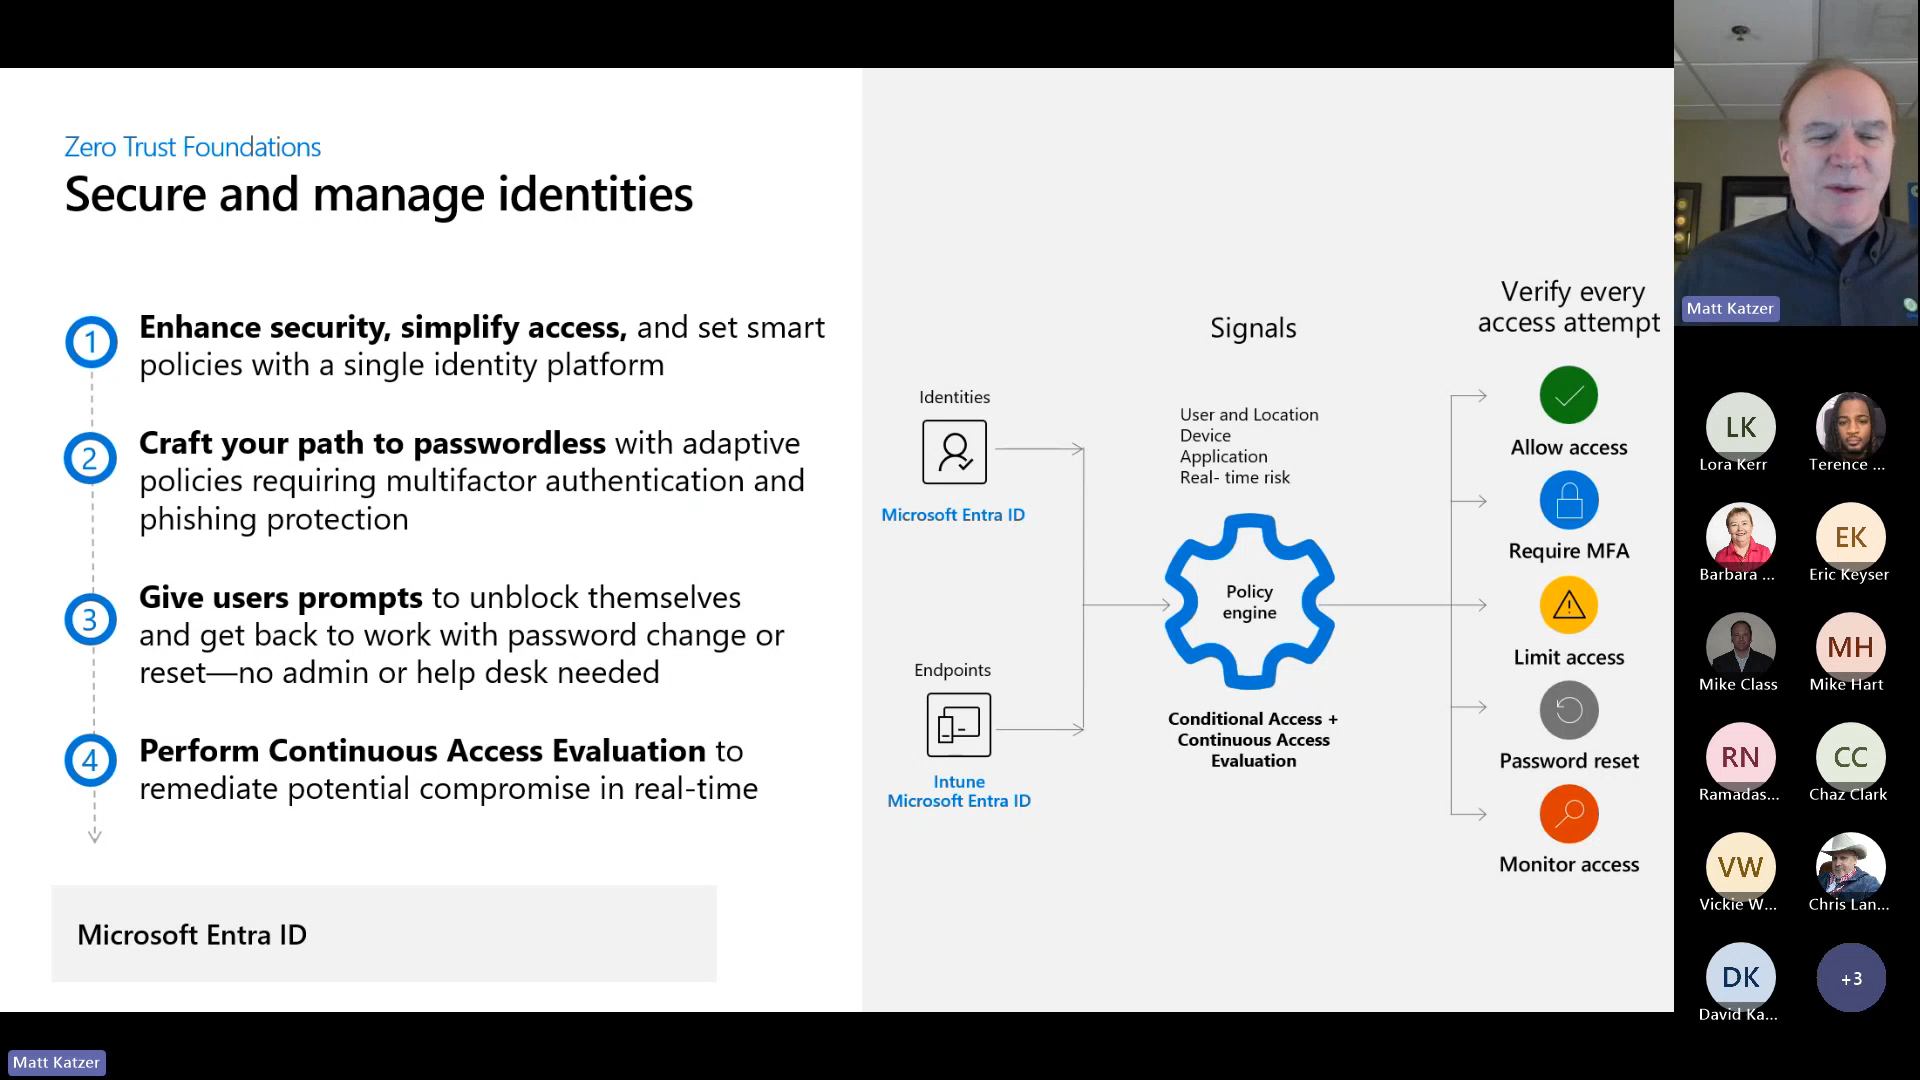 Zero Trust Foundations
Secure and manage identities
1
Enhance security, simplify access, and set smart
policies with a single identity platform
2
Craft your path to passwordless with adaptive
policies requiring multifactor authentication and
phishing protection
3
Give users prompts to unblock themselves
and get back to work with password change or
reset—no admin or help desk needed
4
Perform Continuous Access Evaluation to
remediate potential compromise in real-time
Microsoft Entra ID
Identities
Microsoft Entra ID
Endpoints
Intune
Microsoft Entra ID
Signals
User and Location
Device
Application
Real- time risk
Policy
engine
Conditional Access +
Continuous Access
Evaluation
Verify every
access attempt
Allow access
Require MFA
Limit access
Password reset
Monitor access
Matt Katzer
LK
Lora Kerr
Terence ...
Barbara ...
EK
Eric Keyser
Mike Class
MH
Mike Hart
RN
Ramadas...
CC
Chaz Clark
VW
Vickie W...
Chris Lan...
DK
David Ka...
+3
Matt Katzer